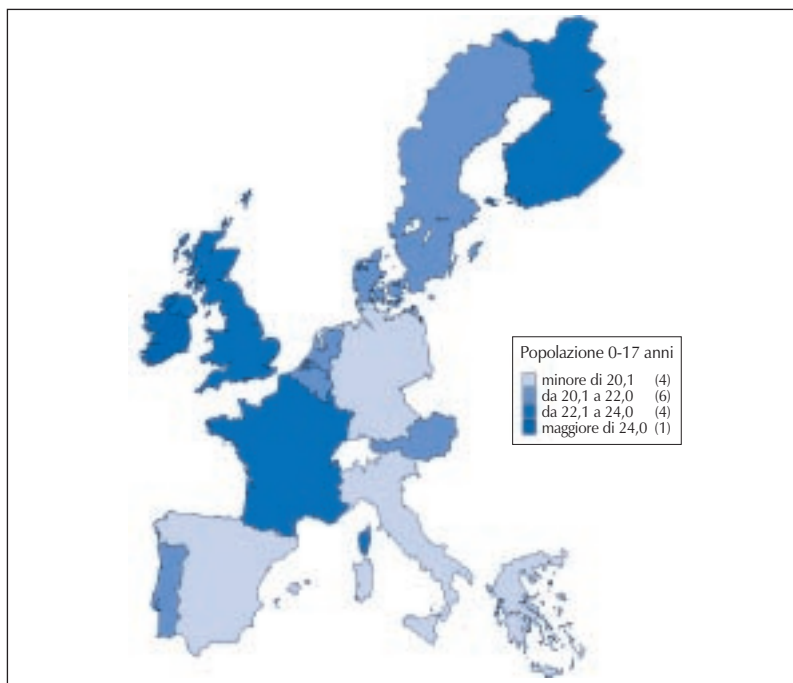 Popolazione 0-17 anni
minore di 20,1 (4)
da 20,1 a 22,0 (6)
da 22,1 a 24,0 (4)
maggiore di 24,0 (1)